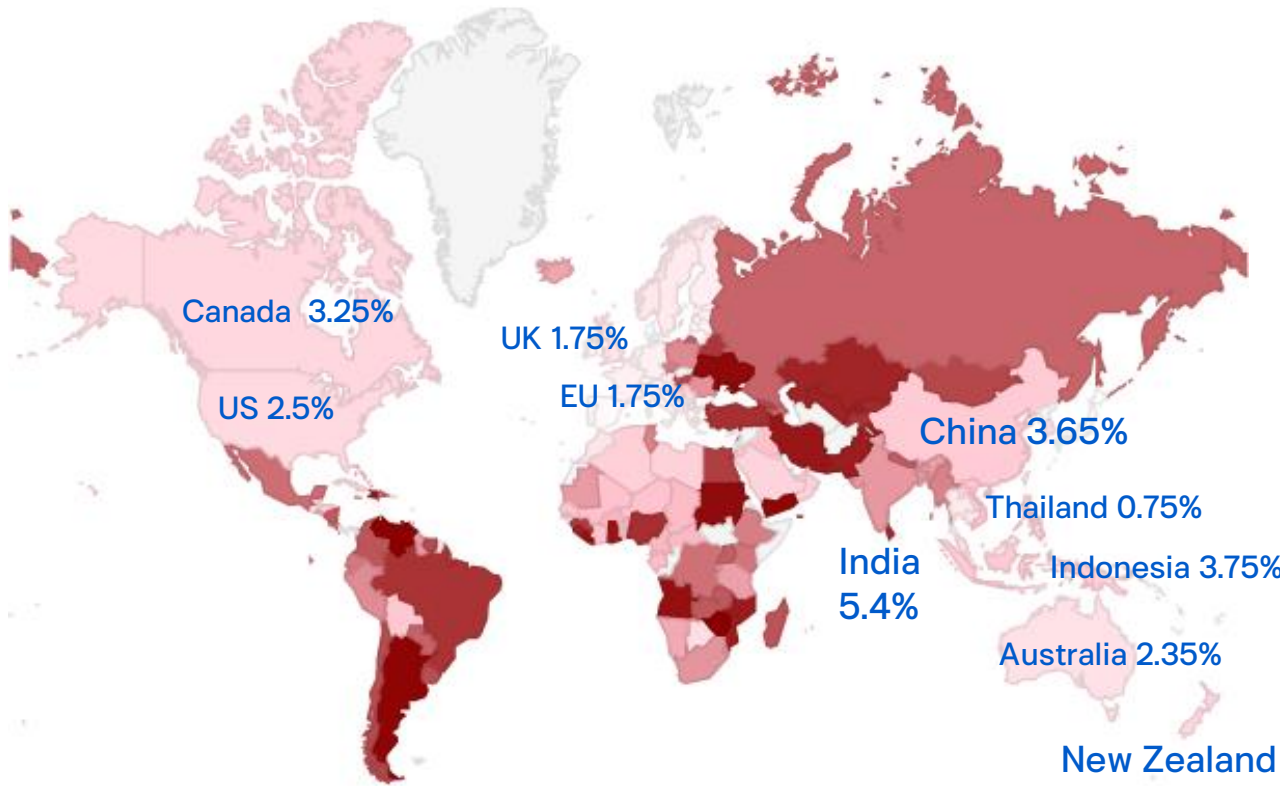 Canada 3.25%
UK 1.75%
EU 1.75%
US 2.5%
China 3.65%
Thailand 0.75%
India
5.4%
Indonesia 3.75%
Australia 2.35%
New Zealand